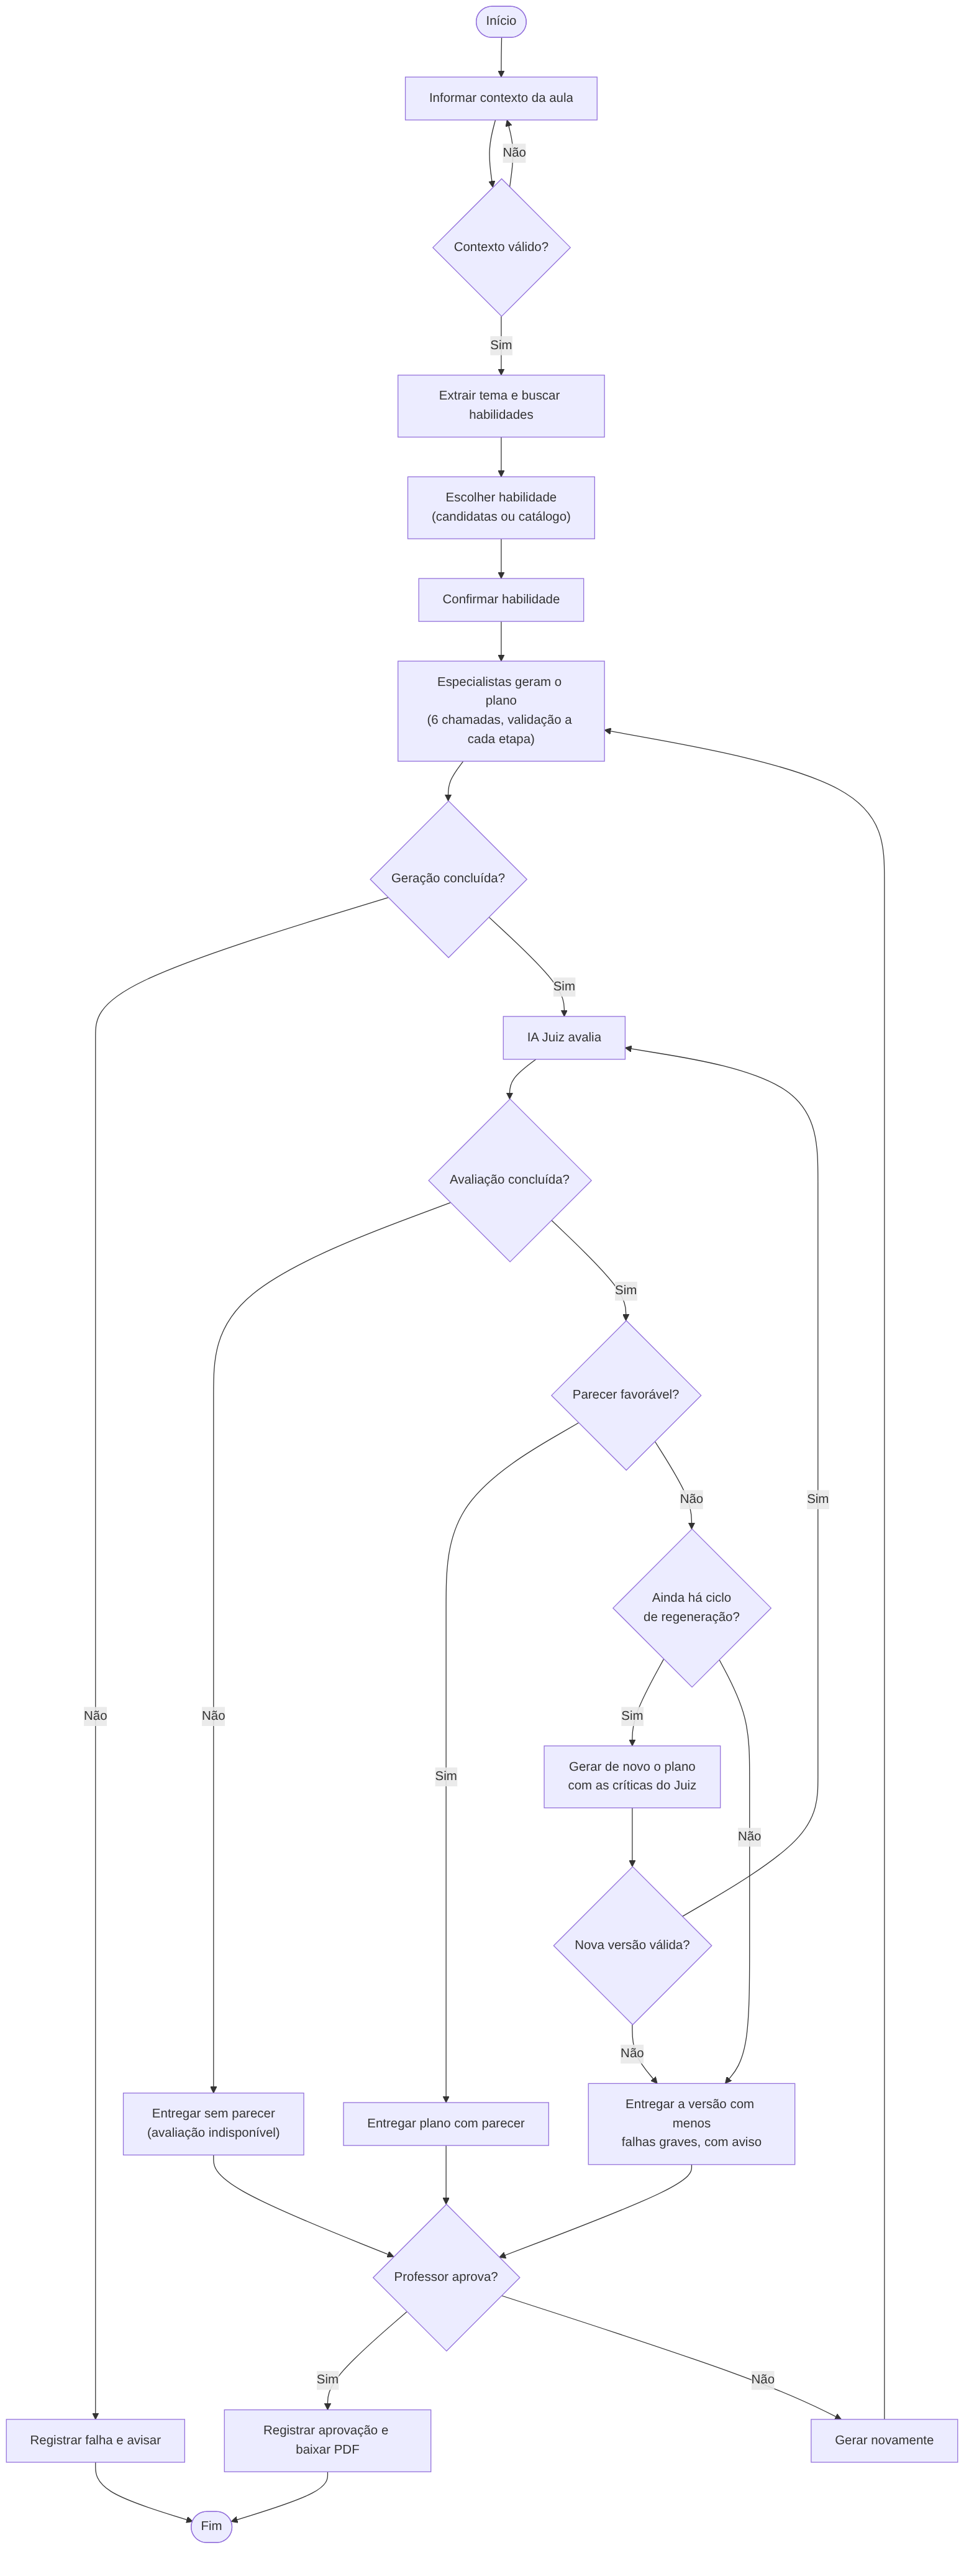 Início
Informar contexto da aula
Não
Contexto válido?
Sim
Extrair tema e buscar
habilidades
Escolher habilidade
(candidatas ou catálogo)
Confirmar habilidade
Especialistas geram o
plano
(6 chamadas, validação a
cada etapa)
Geração concluída?
Sim
IA Juiz avalia
Avaliação concluída?
Sim
Parecer favorável?
Não
Sim
Ainda há ciclo
de regeneração?
Não
Não
Sim
Gerar de novo o plano
com as críticas do Juiz
Sim
Não
Nova versão válida?
Não
Entregar sem parecer
(avaliação indisponível)
Entregar plano com parecer
Entregar a versão com
menos
falhas graves, com aviso
Professor aprova?
Sim
Não
Registrar falha e avisar
Registrar aprovação e
baixar PDF
Gerar novamente
Fim